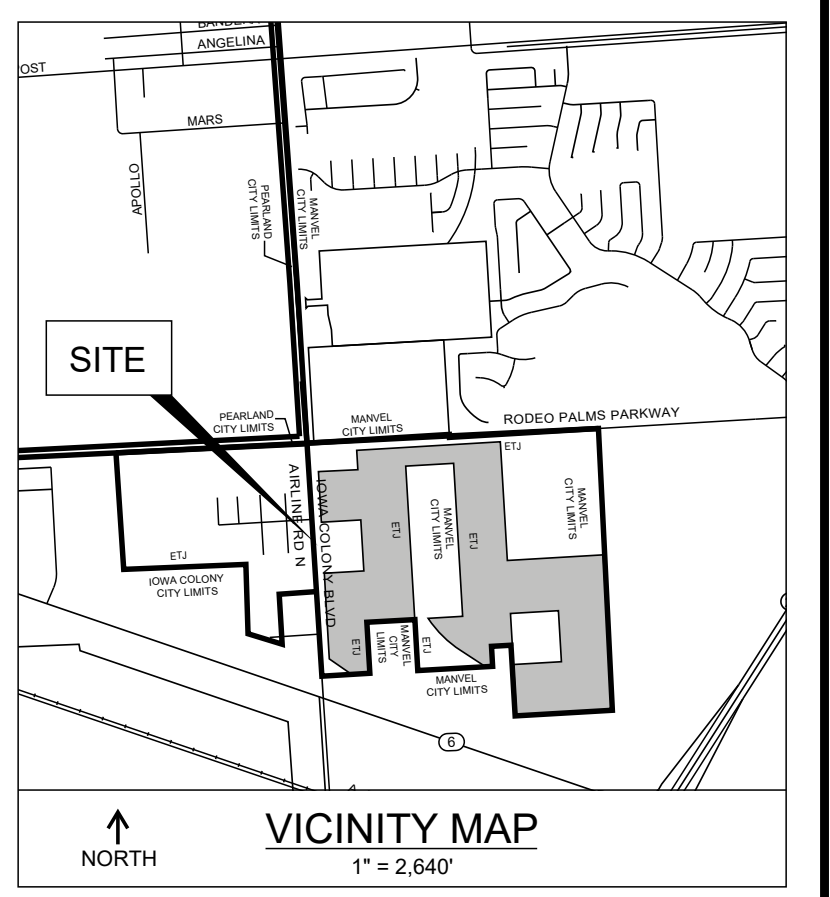 ANGELINA
OST
MARS
APOLLO
PEARLAND
CITY LIMITS
MANVEL
CITY LIMITS
SITE
PEARLAND
CITY LIMITS
MANVEL
CITY LIMITS
RODEO PALMS PARKWAY
ETJ
AIRLINE RD N
IOWA COLONY BLVD
ETJ
MANVEL
CITY LIMITS
ETJ
MANVEL
CITY LIMITS
ETJ
IOWA COLONY
CITY LIMITS
ETJ
MANVEL
CITY
LIMITS
ETJ
MANVEL
CITY LIMITS
6
NORTH
VICINITY MAP
1" = 2,640'